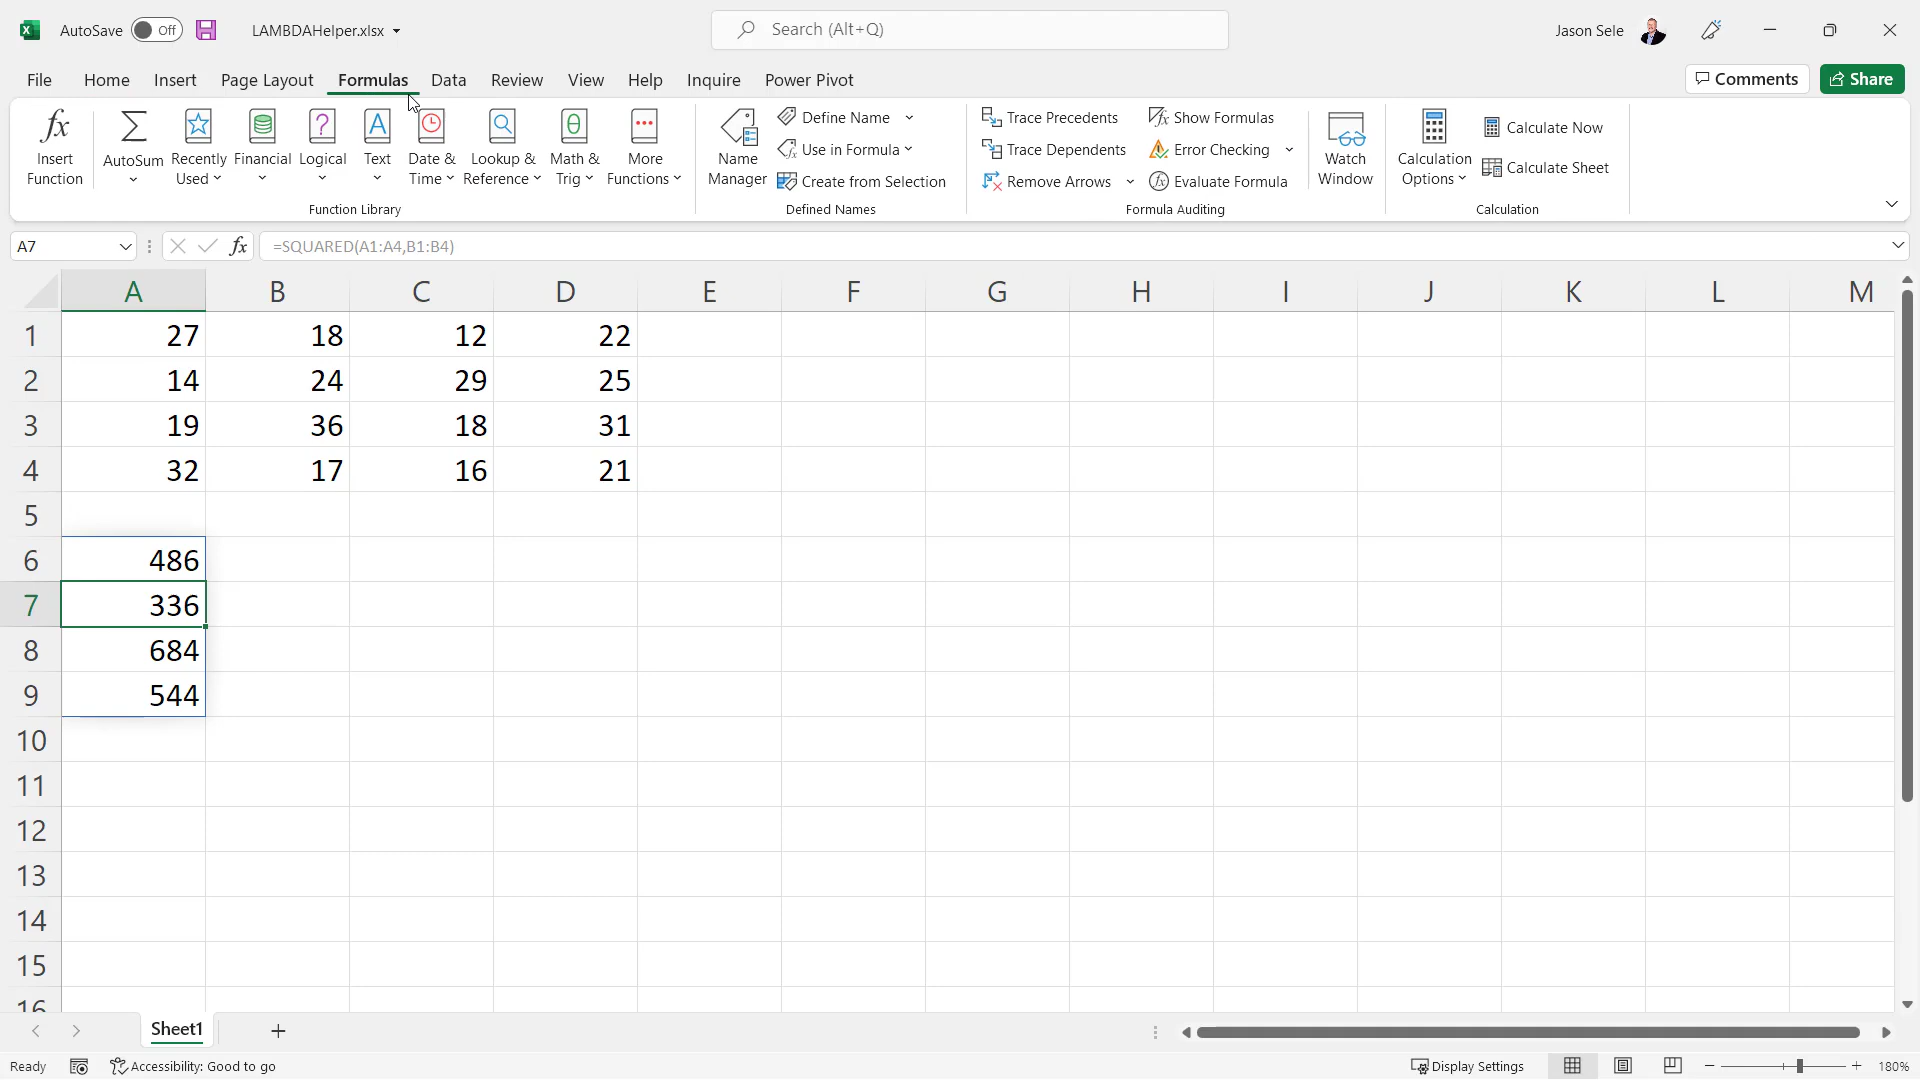 AutoSave Off LAMBDAHelper.xlsx Search (Alt+Q) Jason Sele
File Home Insert Page Layout Formulas Data Review View Help Inquire Power Pivot Comments Share
Insert Function AutoSum Recently Used Financial Logical Text Date & Time Lookup & Reference Math & Trig More Functions
Function Library
Name Manager Define Name Use in Formula Create from Selection
Defined Names
Trace Precedents Show Formulas
Trace Dependents Error Checking
Remove Arrows Evaluate Formula
Formula Auditing
Watch Window
Calculation Options Calculate Now Calculate Sheet
Calculation
A7 fx =SQUARED(A1:A4,B1:B4)
A B C D E F G H I J K L M
1 27 18 12 22
2 14 24 29 25
3 19 36 18 31
4 32 17 16 21
5
6 486
7 336
8 684
9 544
10
11
12
13
14
15
16
Sheet1
Ready Accessibility: Good to go Display Settings 180%